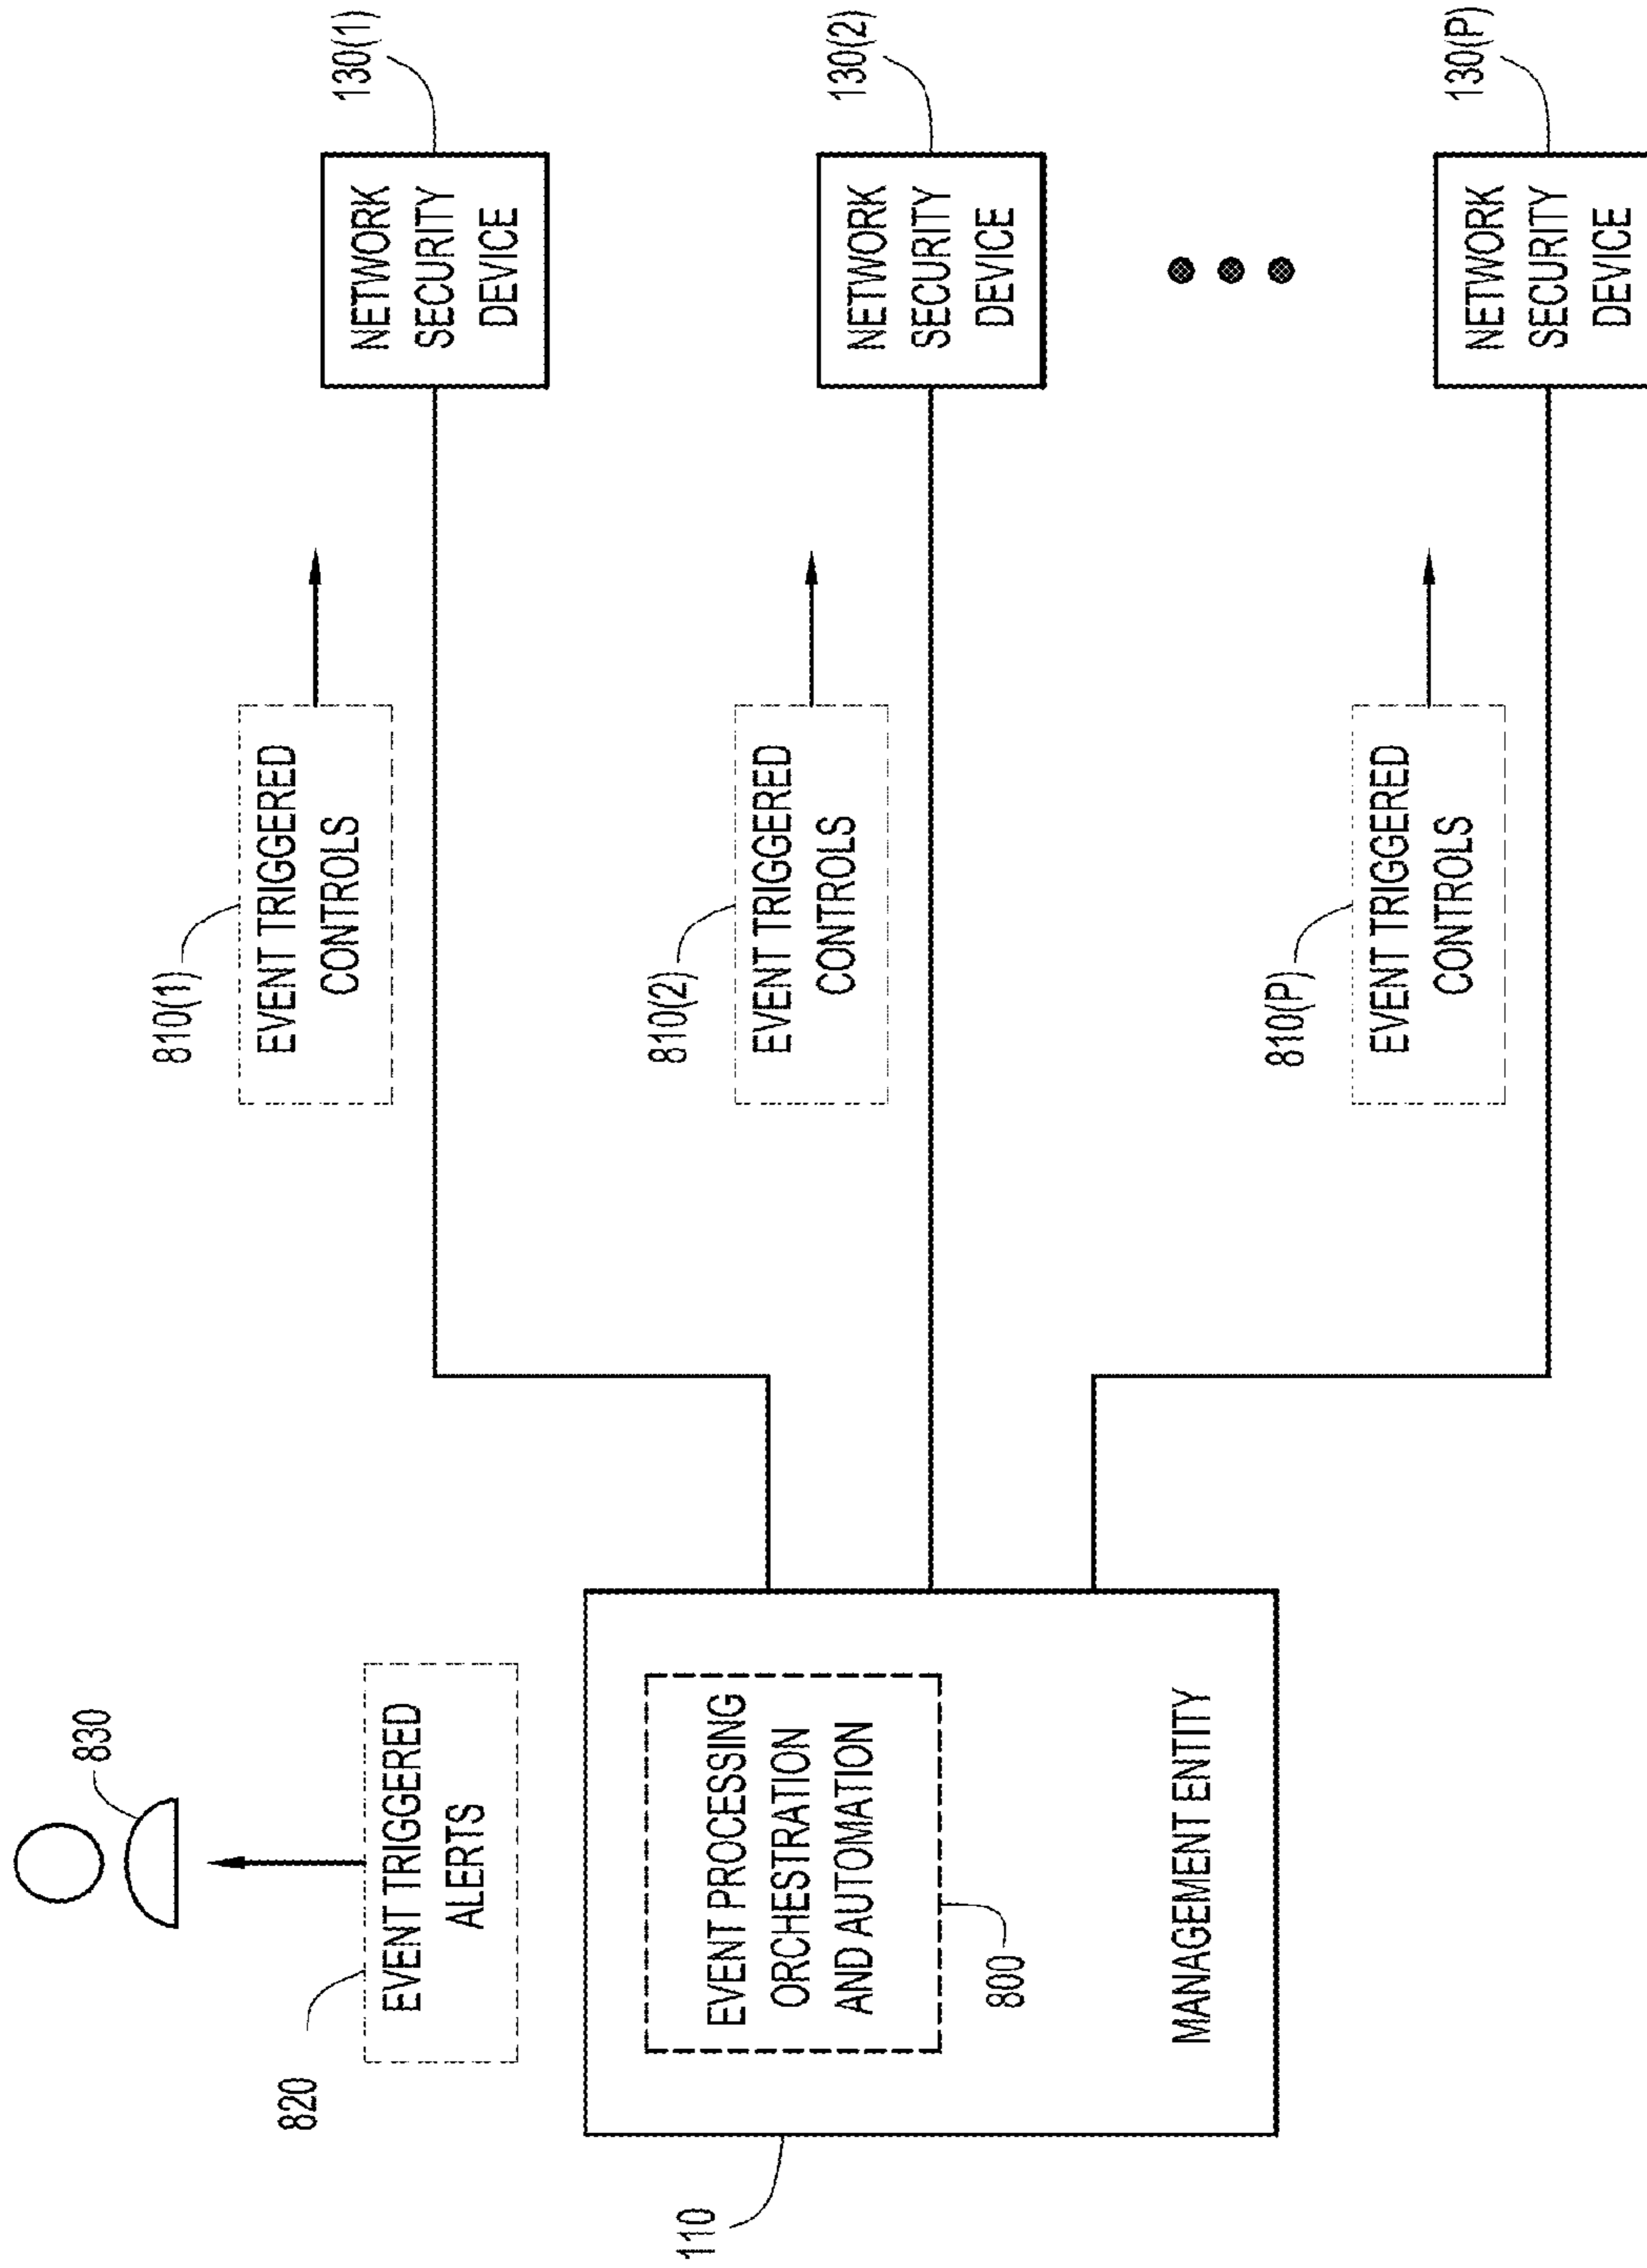 830
820
EVENT TRIGGERED
ALERTS
110
EVENT PROCESSING
ORCHESTRATION
AND AUTOMATION
800
MANAGEMENT ENTITY
810(1)
EVENT TRIGGERED
CONTROLS
130(1)
NETWORK
SECURITY
DEVICE
810(2)
EVENT TRIGGERED
CONTROLS
130(2)
NETWORK
SECURITY
DEVICE
810(P)
EVENT TRIGGERED
CONTROLS
130(P)
NETWORK
SECURITY
DEVICE